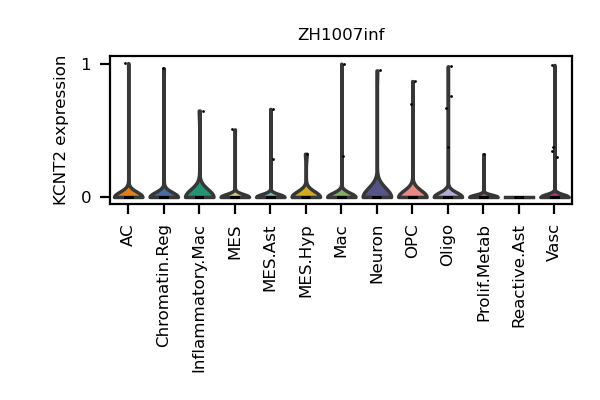 ZH1007inf
KCNT2 expression
1
0
AC
Chromatin.Reg
Inflammatory.Mac
MES
MES.Ast
MES.Hyp
Mac
Neuron
OPC
Oligo
Prolif.Metab
Reactive.Ast
Vasc